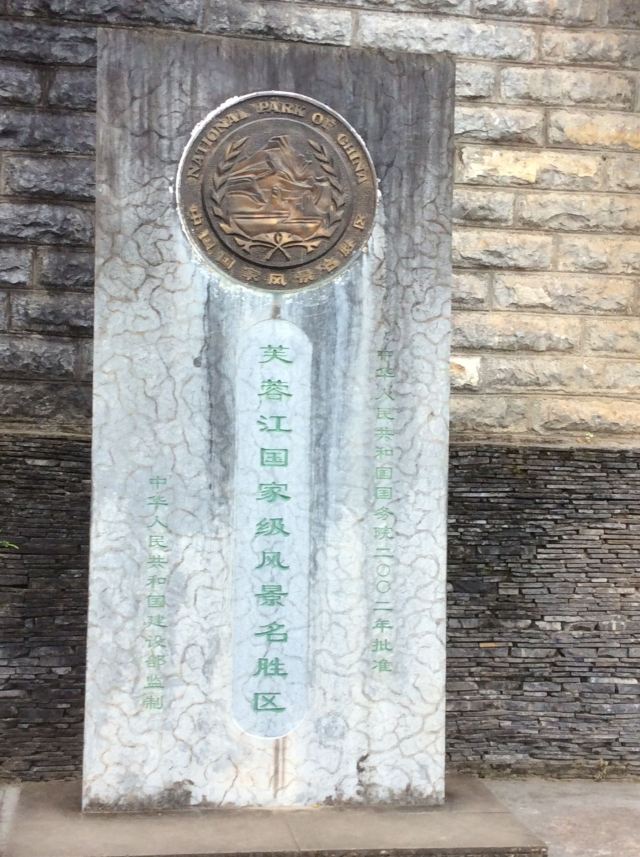 NATIONAL PARK OF CHINA
中国国家风景名胜区
中华人民共和国国务院二〇〇二年批准
芙蓉江国家级风景名胜区
中华人民共和国建设部监制